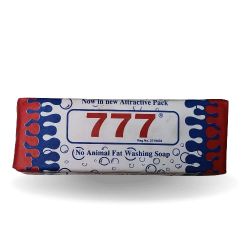 Now in new Attractive Pack
777®
No Animal Fat Washing Soap